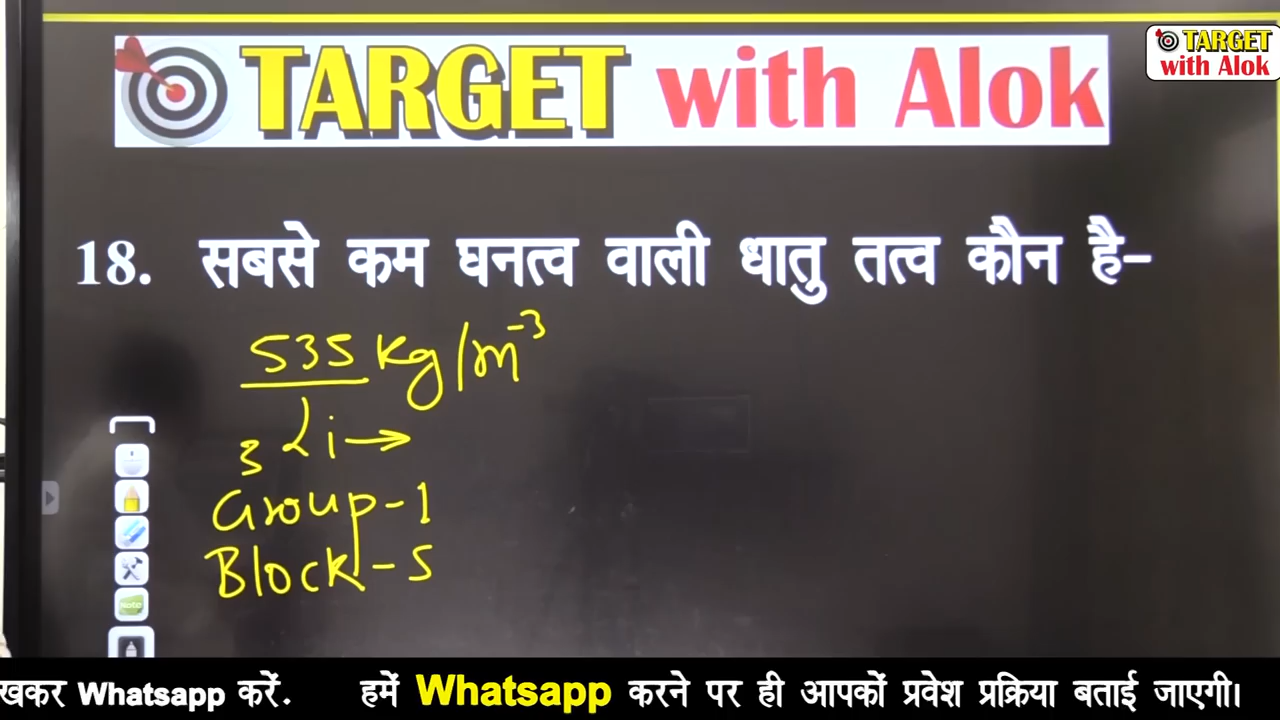 TARGET with Alok
TARGET
with Alok
18. सबसे कम घनत्व वाली धातु तत्व कौन है-
535 Kg/m⁻³
₃Li→
Group-1
Block-S
Note
खकर Whatsapp करें. हमें Whatsapp करने पर ही आपकों प्रवेश प्रक्रिया बताई जाएगी।